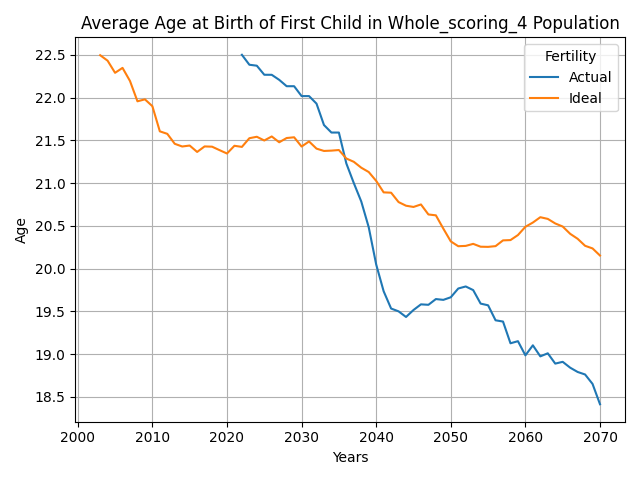 Average Age at Birth of First Child in Whole_scoring_4 Population
Fertility
Actual
Ideal
Age
22.5
22.0
21.5
21.0
20.5
20.0
19.5
19.0
18.5
2000 2010 2020 2030 2040 2050 2060 2070
Years